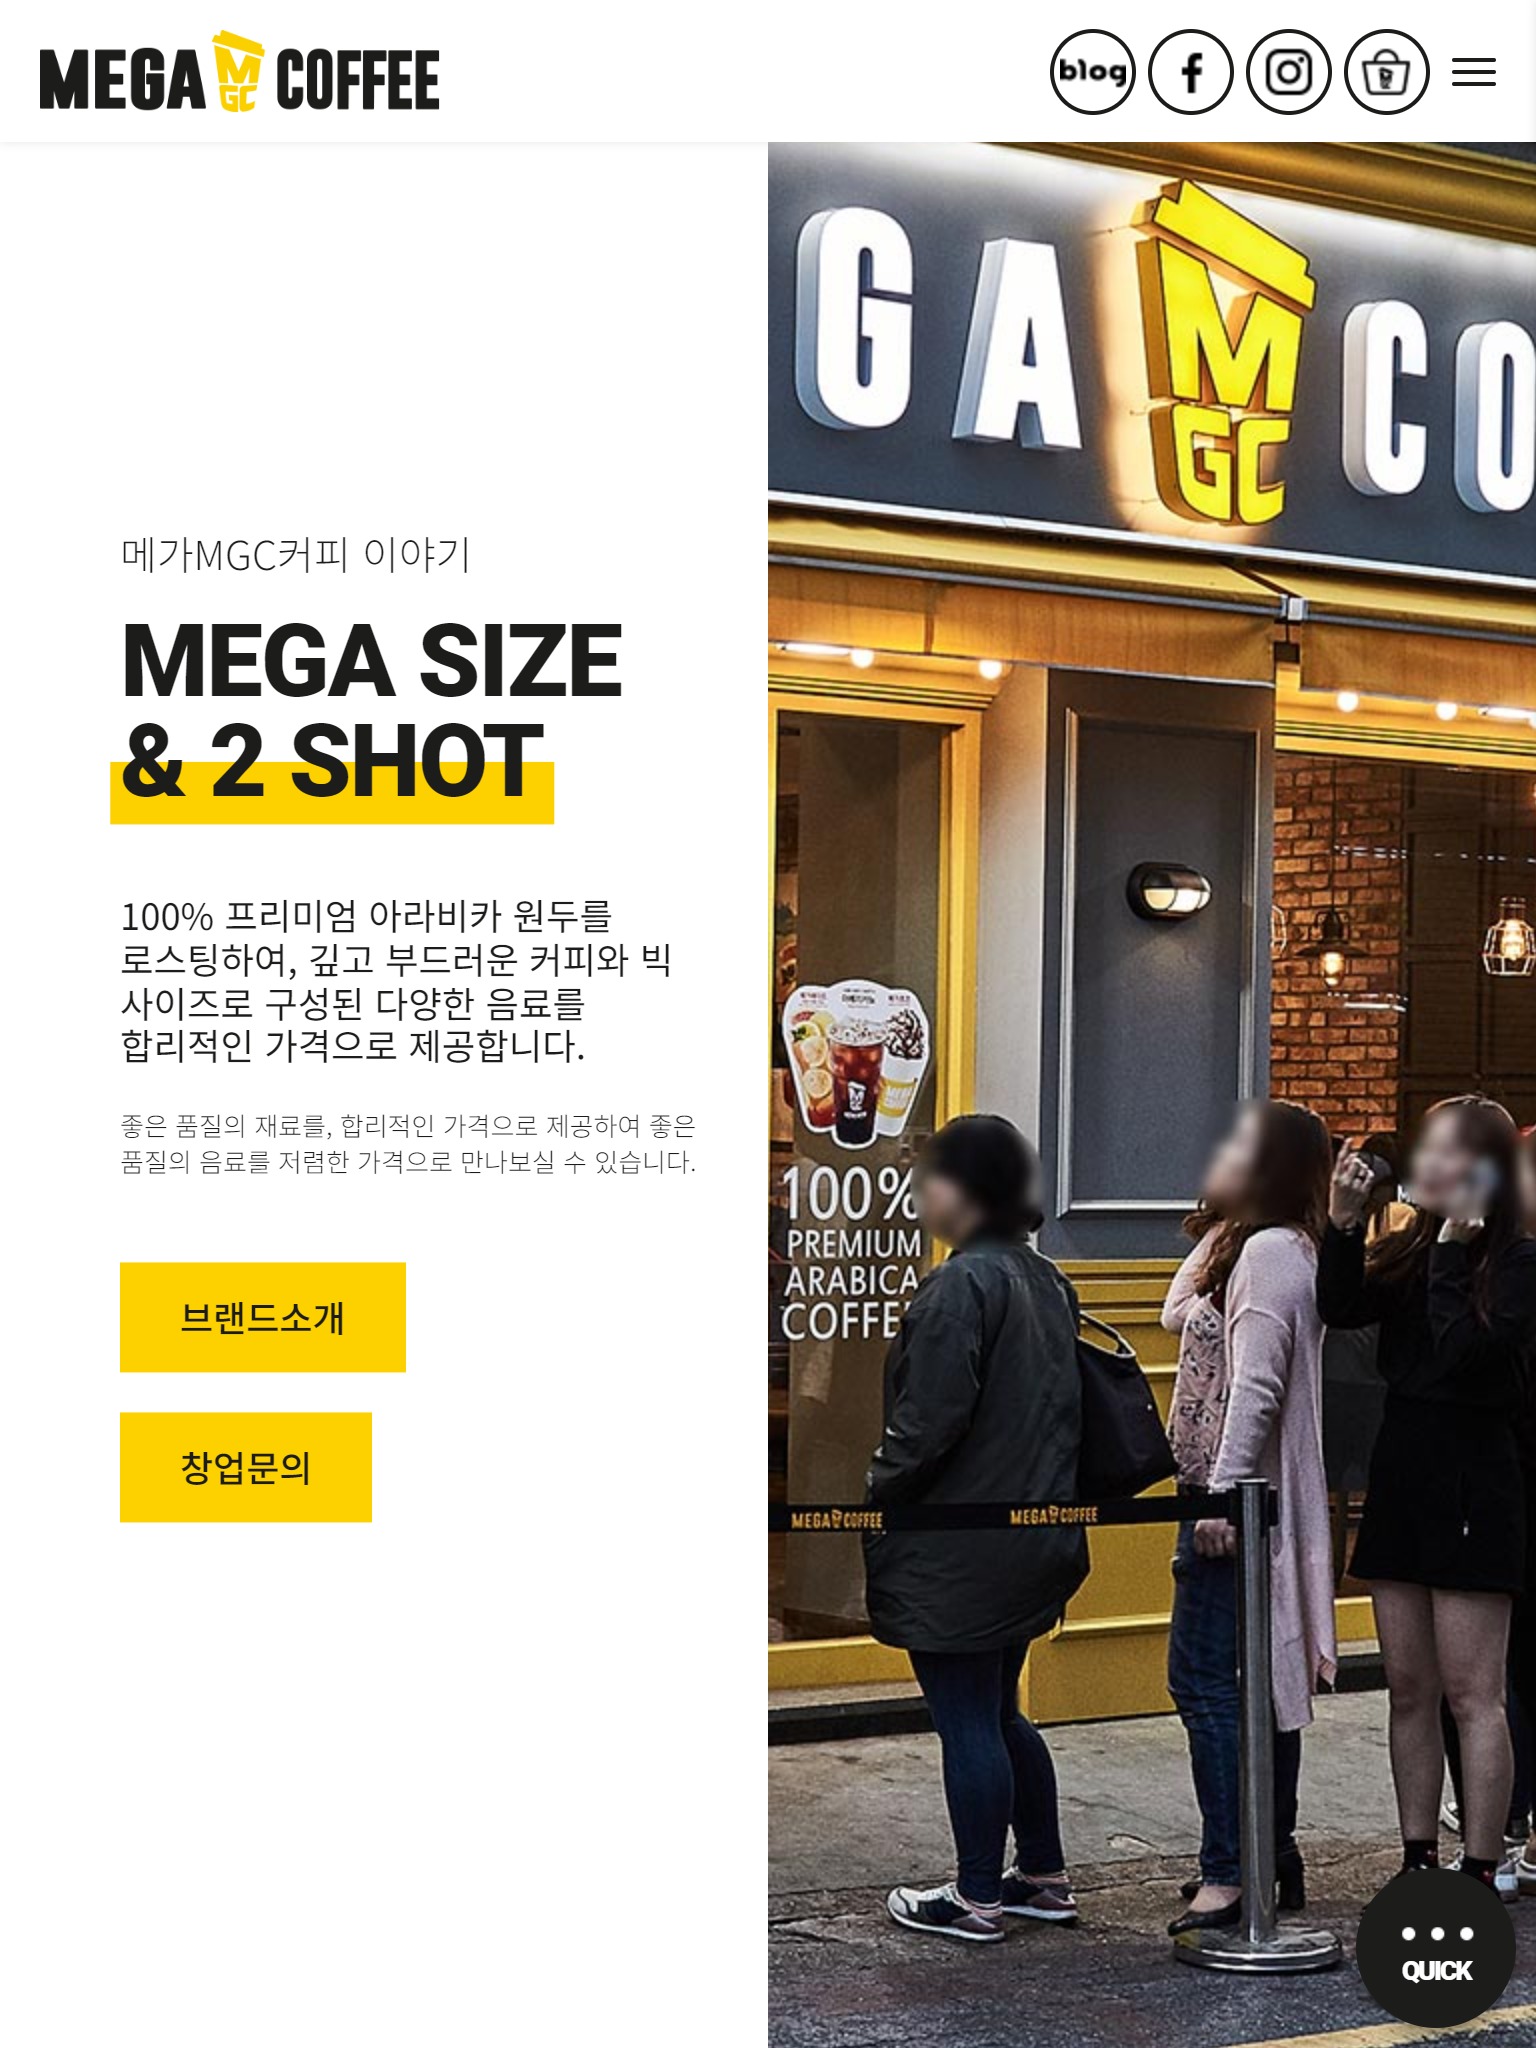 MEGA MGC COFFEE
blog
GA MGC CO
메가MGC커피 이야기
MEGA SIZE
& 2 SHOT
100% 프리미엄 아라비카 원두를
로스팅하여, 깊고 부드러운 커피와 빅
사이즈로 구성된 다양한 음료를
합리적인 가격으로 제공합니다.
좋은 품질의 재료를, 합리적인 가격으로 제공하여 좋은
품질의 음료를 저렴한 가격으로 만나보실 수 있습니다.
브랜드소개
창업문의
100%
PREMIUM
ARABICA
COFFE
MEGA COFFEE
MEGA COFFEE
QUICK